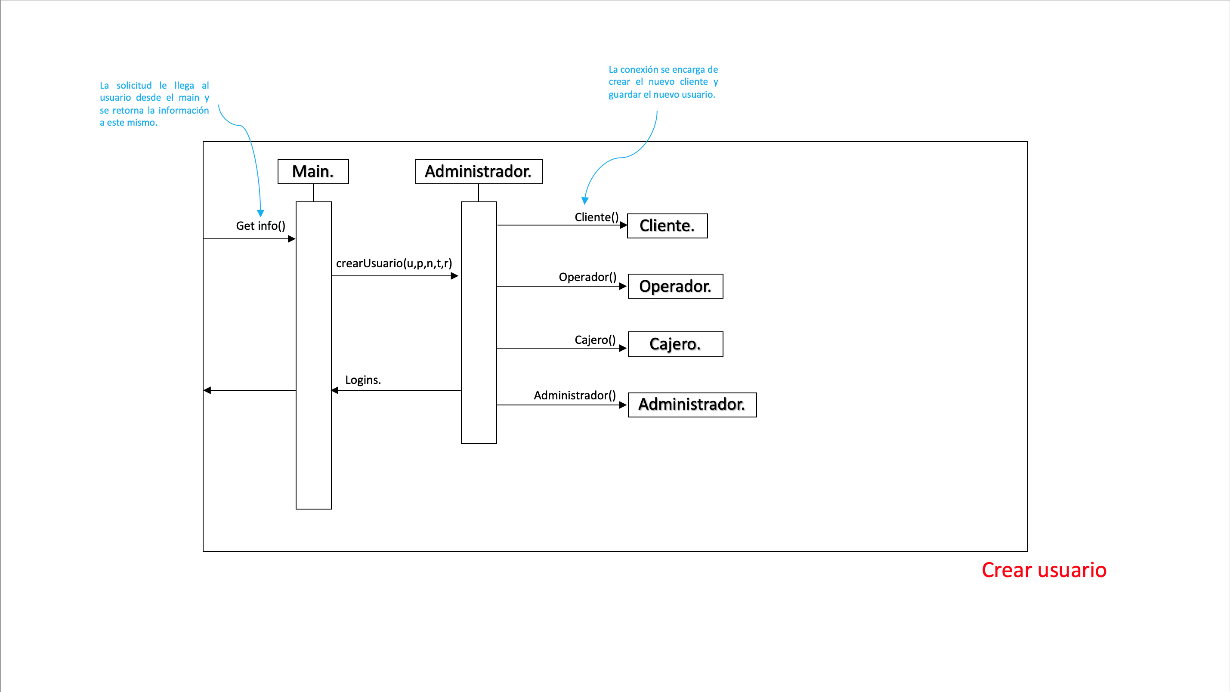 La solicitud le llega al
usuario desde el main y
se retorna la información
a este mismo.
La conexión se encarga de
crear el nuevo cliente y
guardar el nuevo usuario.
Main.
Administrador.
Get info()
Cliente()
Cliente.
crearUsuario(u,p,n,t,r)
Operador()
Operador.
Cajero()
Cajero.
Logins.
Administrador()
Administrador.
Crear usuario